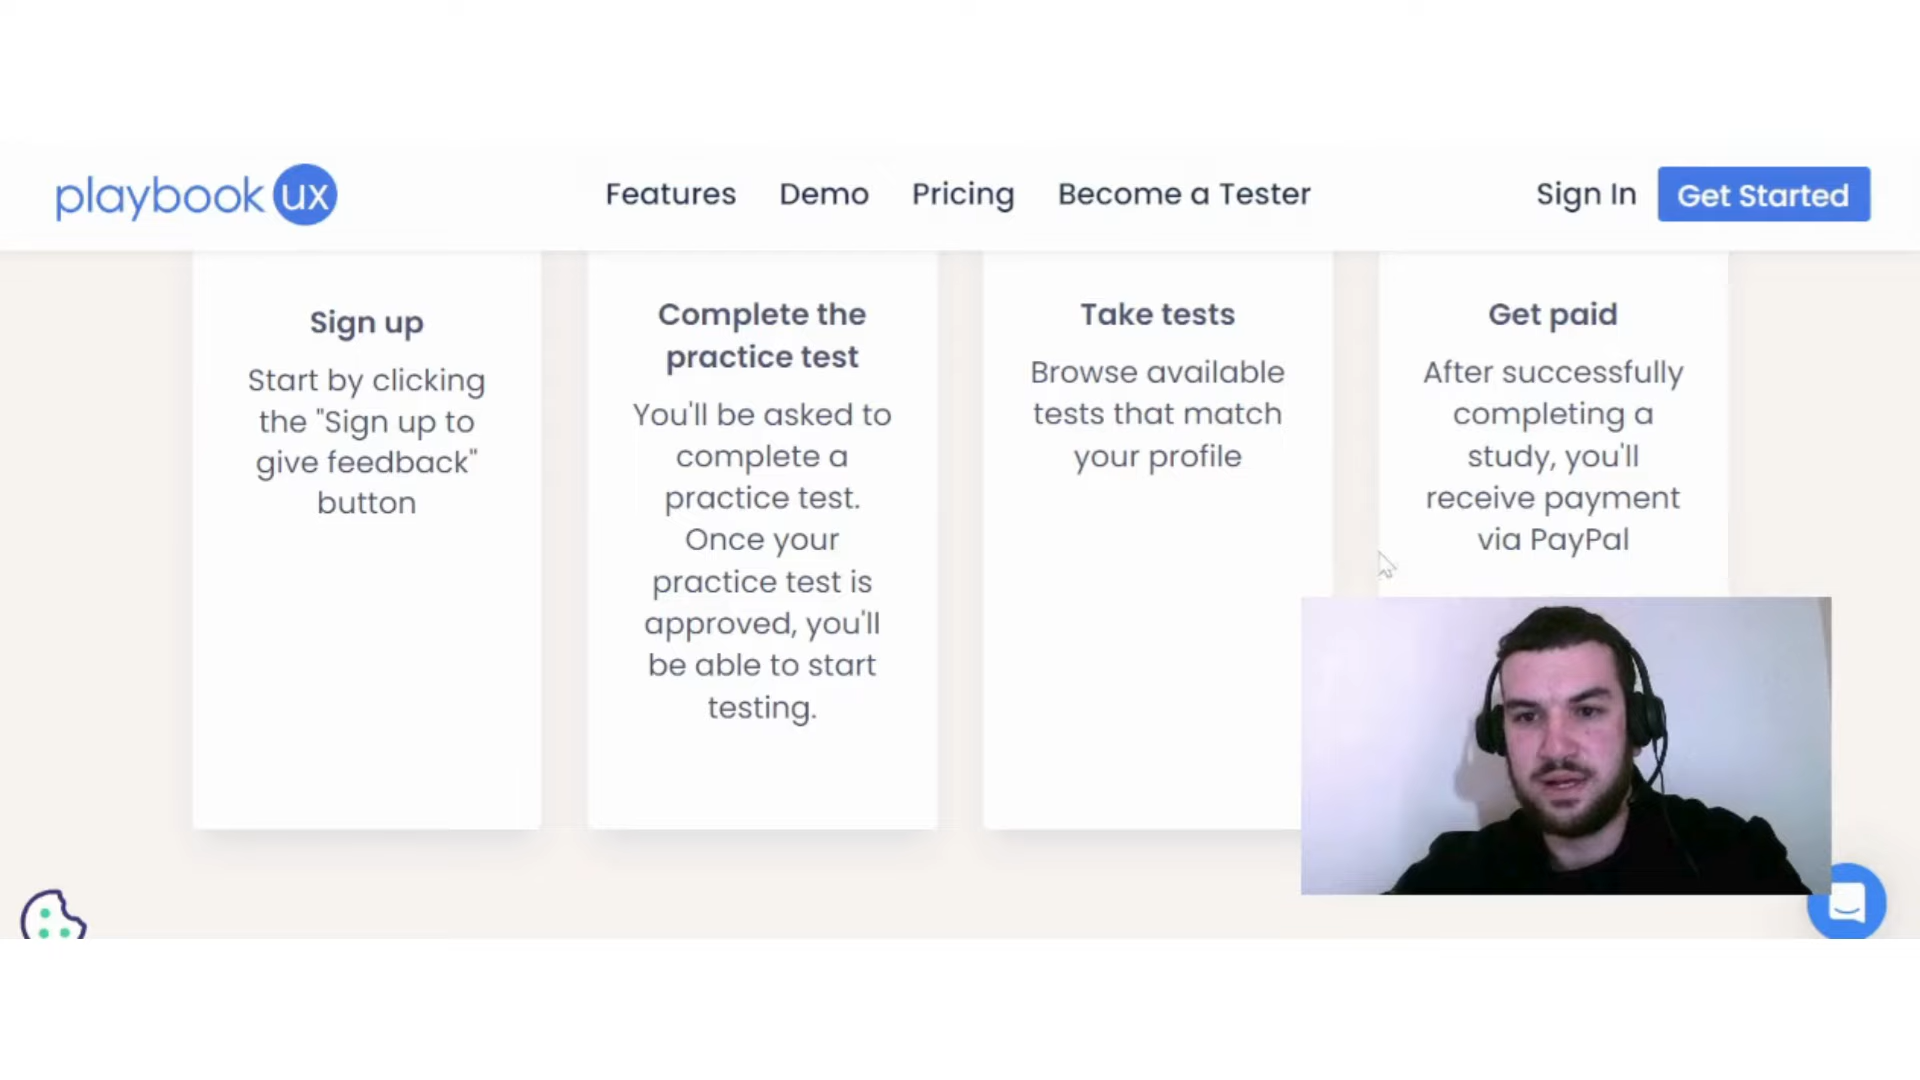 playbook ux
Features Demo Pricing Become a Tester
Sign In Get Started
Sign up
Start by clicking
the "Sign up to
give feedback"
button
Complete the
practice test
You'll be asked to
complete a
practice test.
Once your
practice test is
approved, you'll
be able to start
testing.
Take tests
Browse available
tests that match
your profile
Get paid
After successfully
completing a
study, you'll
receive payment
via PayPal